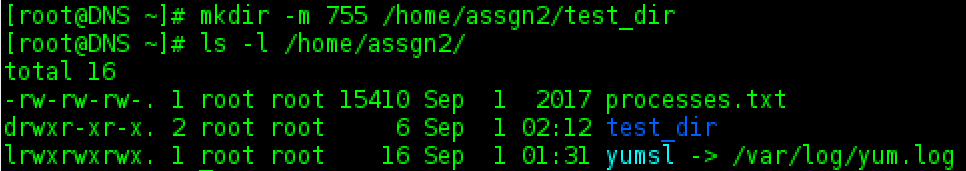 [root@DNS ~]# mkdir -m 755 /home/assgn2/test_dir
[root@DNS ~]# ls -l /home/assgn2/
total 16
-rw-rw-rw-. 1 root root 15410 Sep  1  2017 processes.txt
drwxr-xr-x. 2 root root     6 Sep  1 02:12 test_dir
lrwxrwxrwx. 1 root root    16 Sep  1 01:31 yumsl -> /var/log/yum.log